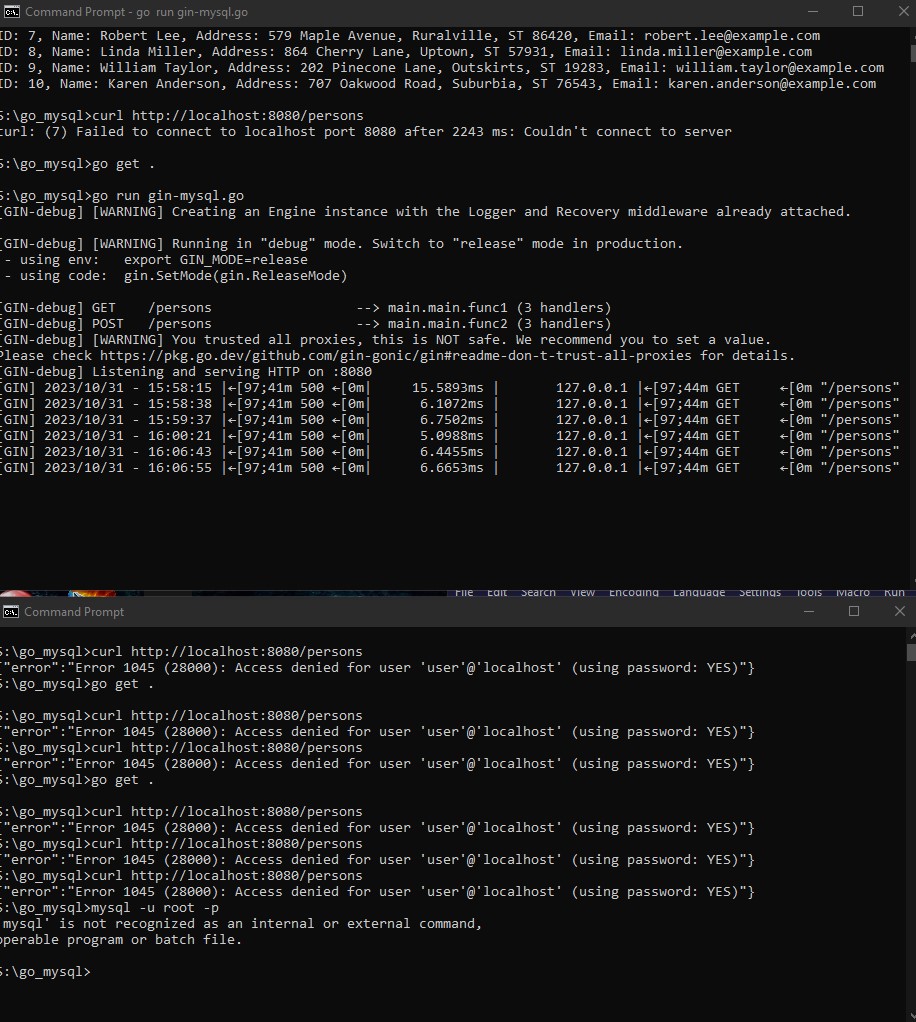 Command Prompt - go run gin-mysql.go
ID: 7, Name: Robert Lee, Address: 579 Maple Avenue, Ruralville, ST 86420, Email: robert.lee@example.com
ID: 8, Name: Linda Miller, Address: 864 Cherry Lane, Uptown, ST 57931, Email: linda.miller@example.com
ID: 9, Name: William Taylor, Address: 202 Pinecone Lane, Outskirts, ST 19283, Email: william.taylor@example.com
ID: 10, Name: Karen Anderson, Address: 707 Oakwood Road, Suburbia, ST 76543, Email: karen.anderson@example.com
:\go_mysql>curl http://localhost:8080/persons
curl: (7) Failed to connect to localhost port 8080 after 2243 ms: Couldn't connect to server
:\go_mysql>go get .
:\go_mysql>go run gin-mysql.go
[GIN-debug] [WARNING] Creating an Engine instance with the Logger and Recovery middleware already attached.
[GIN-debug] [WARNING] Running in "debug" mode. Switch to "release" mode in production.
- using env:   export GIN_MODE=release
- using code:  gin.SetMode(gin.ReleaseMode)
[GIN-debug] GET    /persons                  --> main.main.func1 (3 handlers)
[GIN-debug] POST   /persons                  --> main.main.func2 (3 handlers)
[GIN-debug] [WARNING] You trusted all proxies, this is NOT safe. We recommend you to set a value.
Please check https://pkg.go.dev/github.com/gin-gonic/gin#readme-don-t-trust-all-proxies for details.
[GIN-debug] Listening and serving HTTP on :8080
[GIN] 2023/10/31 - 15:58:15 |←[97;41m 500 ←[0m|     15.5893ms |       127.0.0.1 |←[97;44m GET     ←[0m "/persons"
[GIN] 2023/10/31 - 15:58:38 |←[97;41m 500 ←[0m|      6.1072ms |       127.0.0.1 |←[97;44m GET     ←[0m "/persons"
[GIN] 2023/10/31 - 15:59:37 |←[97;41m 500 ←[0m|      6.7502ms |       127.0.0.1 |←[97;44m GET     ←[0m "/persons"
[GIN] 2023/10/31 - 16:00:21 |←[97;41m 500 ←[0m|      5.0988ms |       127.0.0.1 |←[97;44m GET     ←[0m "/persons"
[GIN] 2023/10/31 - 16:06:43 |←[97;41m 500 ←[0m|      6.4455ms |       127.0.0.1 |←[97;44m GET     ←[0m "/persons"
[GIN] 2023/10/31 - 16:06:55 |←[97;41m 500 ←[0m|      6.6653ms |       127.0.0.1 |←[97;44m GET     ←[0m "/persons"
File Edit Search View Encoding Language Settings Tools Macro Run
Command Prompt
:\go_mysql>curl http://localhost:8080/persons
{"error":"Error 1045 (28000): Access denied for user 'user'@'localhost' (using password: YES)"}
:\go_mysql>go get .
:\go_mysql>curl http://localhost:8080/persons
{"error":"Error 1045 (28000): Access denied for user 'user'@'localhost' (using password: YES)"}
:\go_mysql>curl http://localhost:8080/persons
{"error":"Error 1045 (28000): Access denied for user 'user'@'localhost' (using password: YES)"}
:\go_mysql>go get .
:\go_mysql>curl http://localhost:8080/persons
{"error":"Error 1045 (28000): Access denied for user 'user'@'localhost' (using password: YES)"}
:\go_mysql>curl http://localhost:8080/persons
{"error":"Error 1045 (28000): Access denied for user 'user'@'localhost' (using password: YES)"}
:\go_mysql>curl http://localhost:8080/persons
{"error":"Error 1045 (28000): Access denied for user 'user'@'localhost' (using password: YES)"}
:\go_mysql>mysql -u root -p
'mysql' is not recognized as an internal or external command,
operable program or batch file.
:\go_mysql>